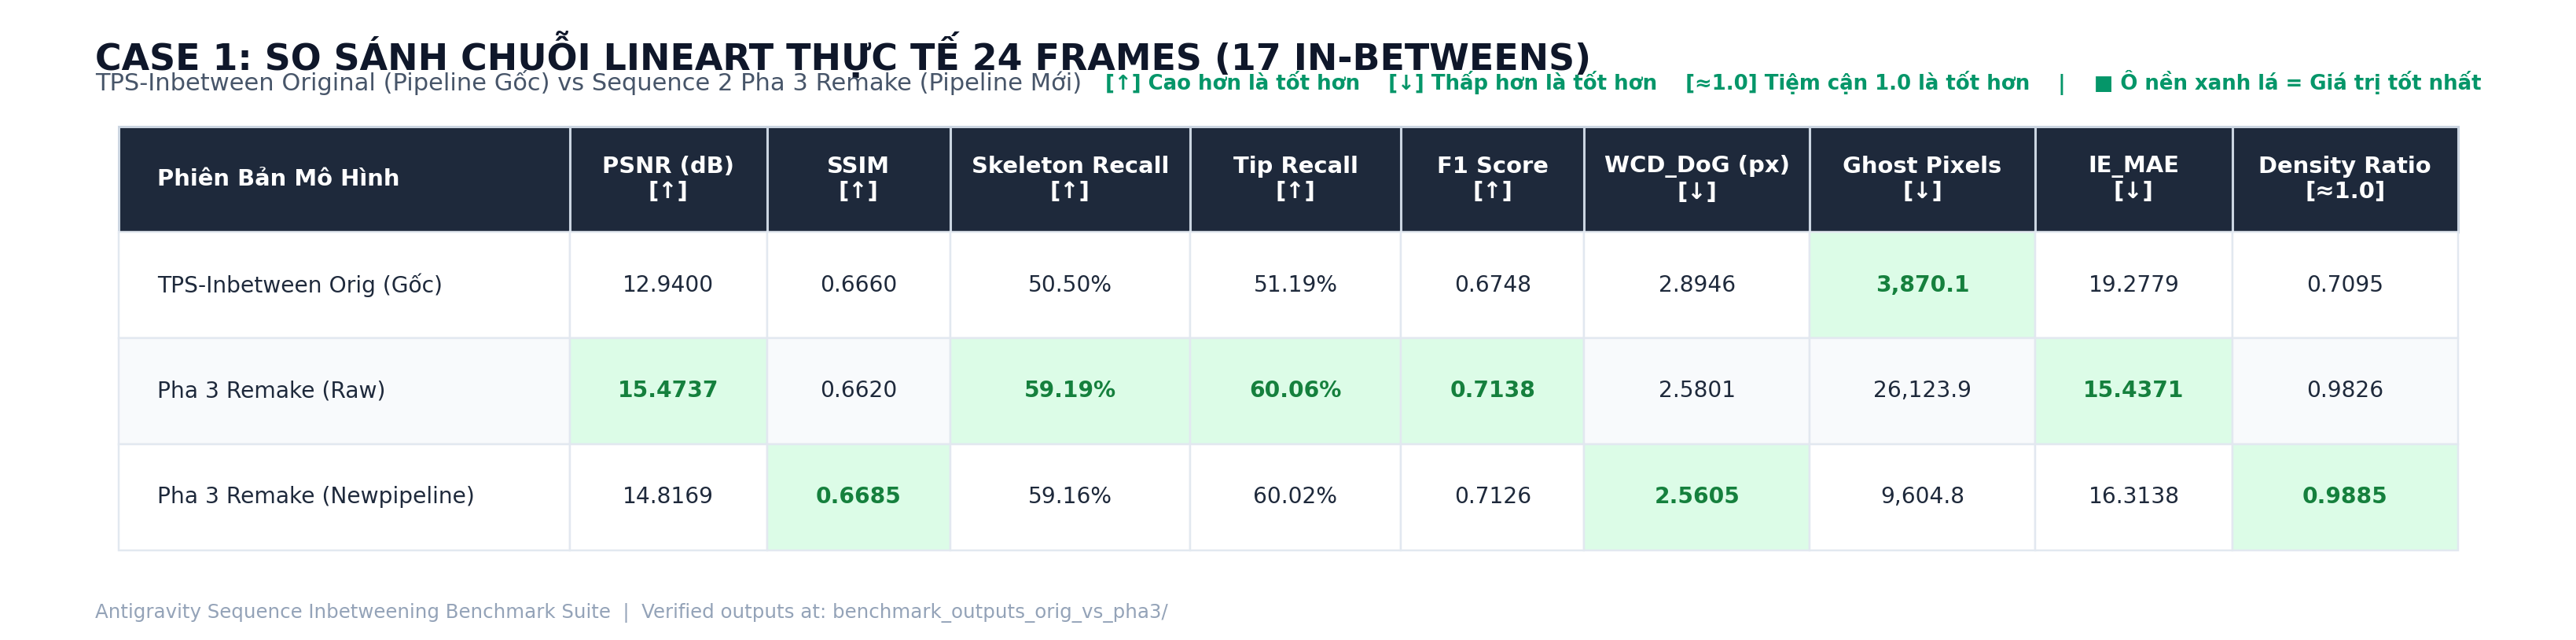 CASE 1: SO SÁNH CHUỖI LINEART THỰC TẾ 24 FRAMES (17 IN-BETWEENS)
TPS-Inbetween Original (Pipeline Gốc) vs Sequence 2 Pha 3 Remake (Pipeline Mới) [↑] Cao hơn là tốt hơn [↓] Thấp hơn là tốt hơn [≈1.0] Tiệm cận 1.0 là tốt hơn | ■ Ô nền xanh lá = Giá trị tốt nhất
Phiên Bản Mô Hình PSNR (dB) [↑] SSIM [↑] Skeleton Recall [↑] Tip Recall [↑] F1 Score [↑] WCD_DoG (px) [↓] Ghost Pixels [↓] IE_MAE [↓] Density Ratio [≈1.0]
TPS-Inbetween Orig (Gốc) 12.9400 0.6660 50.50% 51.19% 0.6748 2.8946 3,870.1 19.2779 0.7095
Pha 3 Remake (Raw) 15.4737 0.6620 59.19% 60.06% 0.7138 2.5801 26,123.9 15.4371 0.9826
Pha 3 Remake (Newpipeline) 14.8169 0.6685 59.16% 60.02% 0.7126 2.5605 9,604.8 16.3138 0.9885
Antigravity Sequence Inbetweening Benchmark Suite | Verified outputs at: benchmark_outputs_orig_vs_pha3/